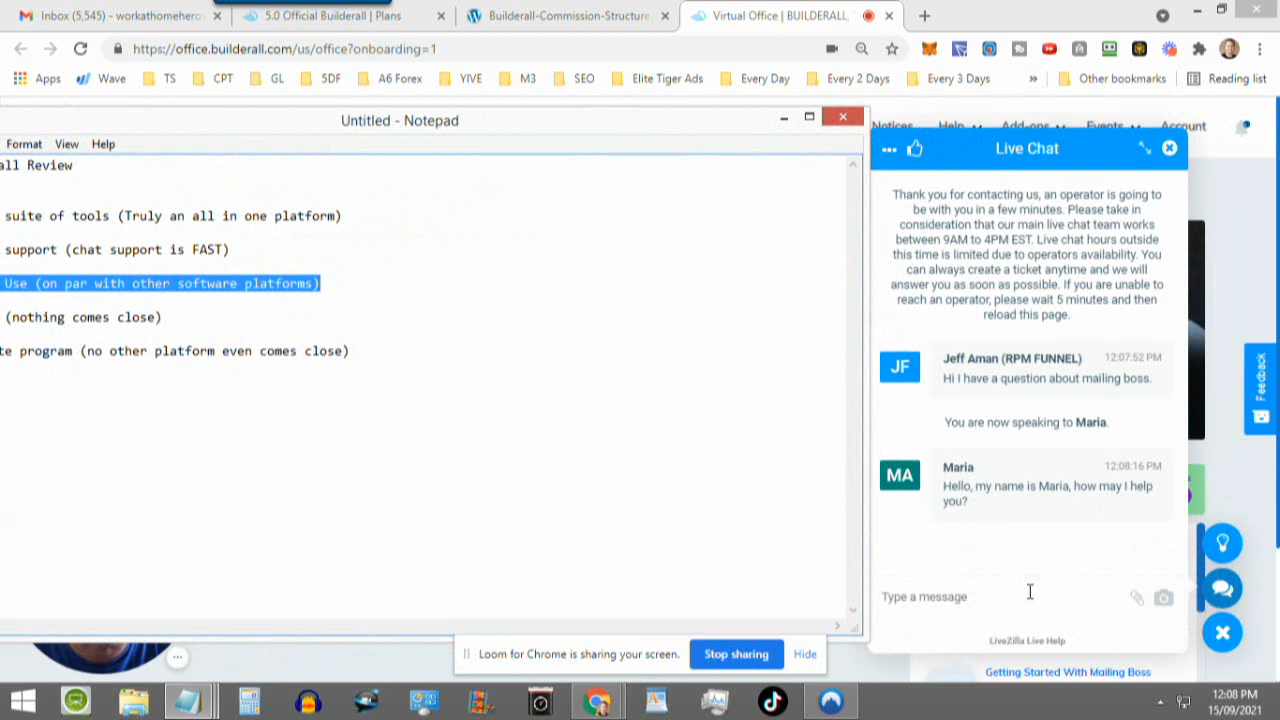 Inbox (5,545) - workathomehero
5.0 Official Builderall | Plans
Builderall-Commission-Structure
Virtual Office | BUILDERALL,
https://office.builderall.com/us/office?onboarding=1
Apps
Wave
TS
CPT
GL
5DF
A6 Forex
YIVE
M3
SEO
Elite Tiger Ads
Every Day
Every 2 Days
Every 3 Days
»
Other bookmarks
Reading list
Untitled - Notepad
Format View Help
all Review
suite of tools (Truly an all in one platform)
support (chat support is FAST)
Use (on par with other software platforms)
(nothing comes close)
te program (no other platform even comes close)
Notices Help Add-ons Events Account
Live Chat
Thank you for contacting us, an operator is going to
be with you in a few minutes. Please take in
consideration that our main live chat team works
between 9AM to 4PM EST. Live chat hours outside
this time is limited due to operators availability. You
can always create a ticket anytime and we will
answer you as soon as possible. If you are unable to
reach an operator, please wait 5 minutes and then
reload this page.
JF
Jeff Aman (RPM FUNNEL) 12:07:52 PM
Hi I have a question about mailing boss.
You are now speaking to Maria.
MA
Maria 12:08:16 PM
Hello, my name is Maria, how may I help
you?
Type a message
LiveZilla Live Help
Feedback
Getting Started With Mailing Boss
Loom for Chrome is sharing your screen.
Stop sharing
Hide
12:08 PM
15/09/2021